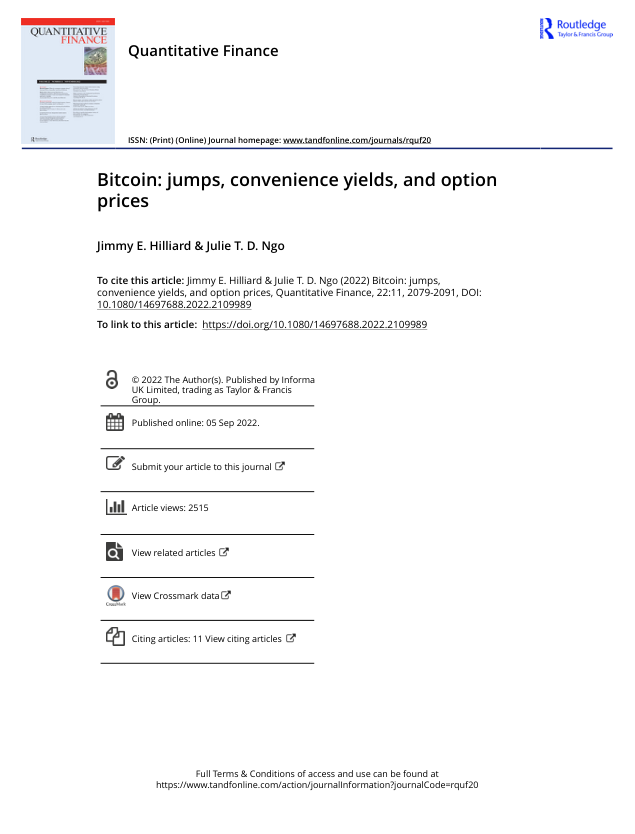 QUANTITATIVE
FINANCE
Routledge
Taylor & Francis Group
Quantitative Finance
ISSN: (Print) (Online) Journal homepage: www.tandfonline.com/journals/rquf20
Bitcoin: jumps, convenience yields, and option
prices
Jimmy E. Hilliard & Julie T. D. Ngo
To cite this article: Jimmy E. Hilliard & Julie T. D. Ngo (2022) Bitcoin: jumps,
convenience yields, and option prices, Quantitative Finance, 22:11, 2079-2091, DOI:
10.1080/14697688.2022.2109989
To link to this article: https://doi.org/10.1080/14697688.2022.2109989
© 2022 The Author(s). Published by Informa
UK Limited, trading as Taylor & Francis
Group.
Published online: 05 Sep 2022.
Submit your article to this journal
Article views: 2515
View related articles
View Crossmark data
CrossMark
Citing articles: 11 View citing articles
Full Terms & Conditions of access and use can be found at
https://www.tandfonline.com/action/journalInformation?journalCode=rquf20